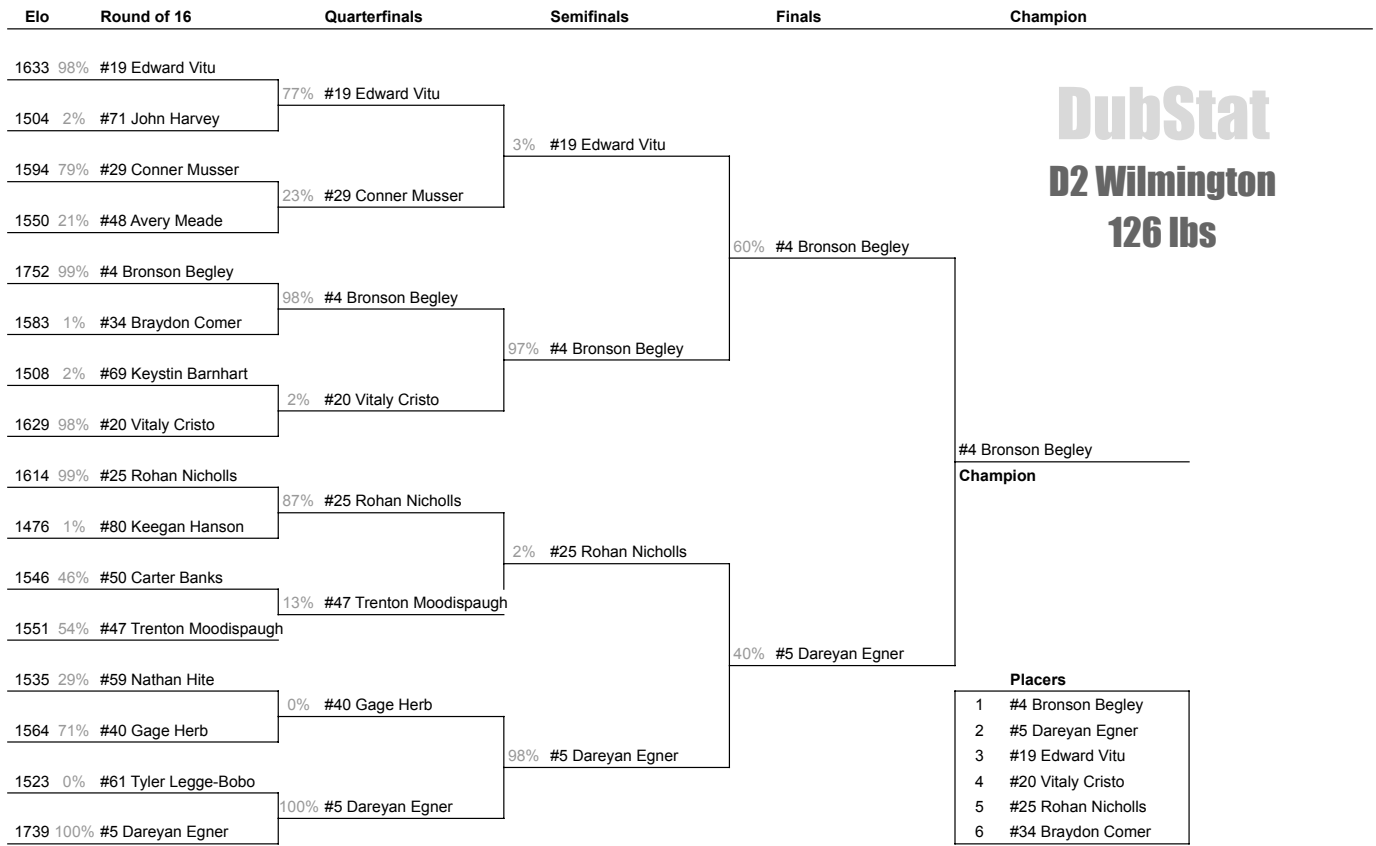 Elo Round of 16 Quarterfinals Semifinals Finals Champion
1633 98% #19 Edward Vitu
77% #19 Edward Vitu
DubStat
1504 2% #71 John Harvey
3% #19 Edward Vitu
1594 79% #29 Conner Musser
D2 Wilmington
23% #29 Conner Musser
1550 21% #48 Avery Meade
126 lbs
60% #4 Bronson Begley
1752 99% #4 Bronson Begley
98% #4 Bronson Begley
1583 1% #34 Braydon Comer
97% #4 Bronson Begley
1508 2% #69 Keystin Barnhart
2% #20 Vitaly Cristo
1629 98% #20 Vitaly Cristo
#4 Bronson Begley
1614 99% #25 Rohan Nicholls
Champion
87% #25 Rohan Nicholls
1476 1% #80 Keegan Hanson
2% #25 Rohan Nicholls
1546 46% #50 Carter Banks
13% #47 Trenton Moodispaugh
1551 54% #47 Trenton Moodispaugh
40% #5 Dareyan Egner
1535 29% #59 Nathan Hite
Placers
0% #40 Gage Herb
1 #4 Bronson Begley
1564 71% #40 Gage Herb
2 #5 Dareyan Egner
98% #5 Dareyan Egner
3 #19 Edward Vitu
1523 0% #61 Tyler Legge-Bobo
4 #20 Vitaly Cristo
100% #5 Dareyan Egner
5 #25 Rohan Nicholls
1739 100% #5 Dareyan Egner
6 #34 Braydon Comer